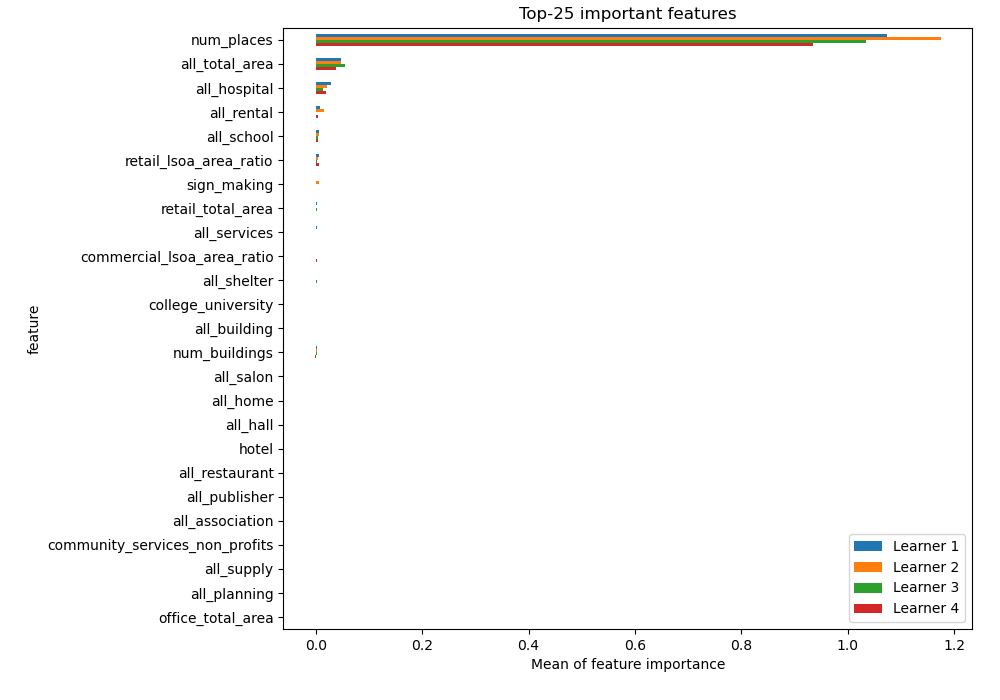 Top-25 important features
num_places
all_total_area
all_hospital
all_rental
all_school
retail_lsoa_area_ratio
sign_making
retail_total_area
all_services
commercial_lsoa_area_ratio
all_shelter
college_university
all_building
num_buildings
all_salon
all_home
all_hall
hotel
all_restaurant
all_publisher
all_association
community_services_non_profits
all_supply
all_planning
office_total_area
feature
Learner 1
Learner 2
Learner 3
Learner 4
0.0 0.2 0.4 0.6 0.8 1.0 1.2
Mean of feature importance